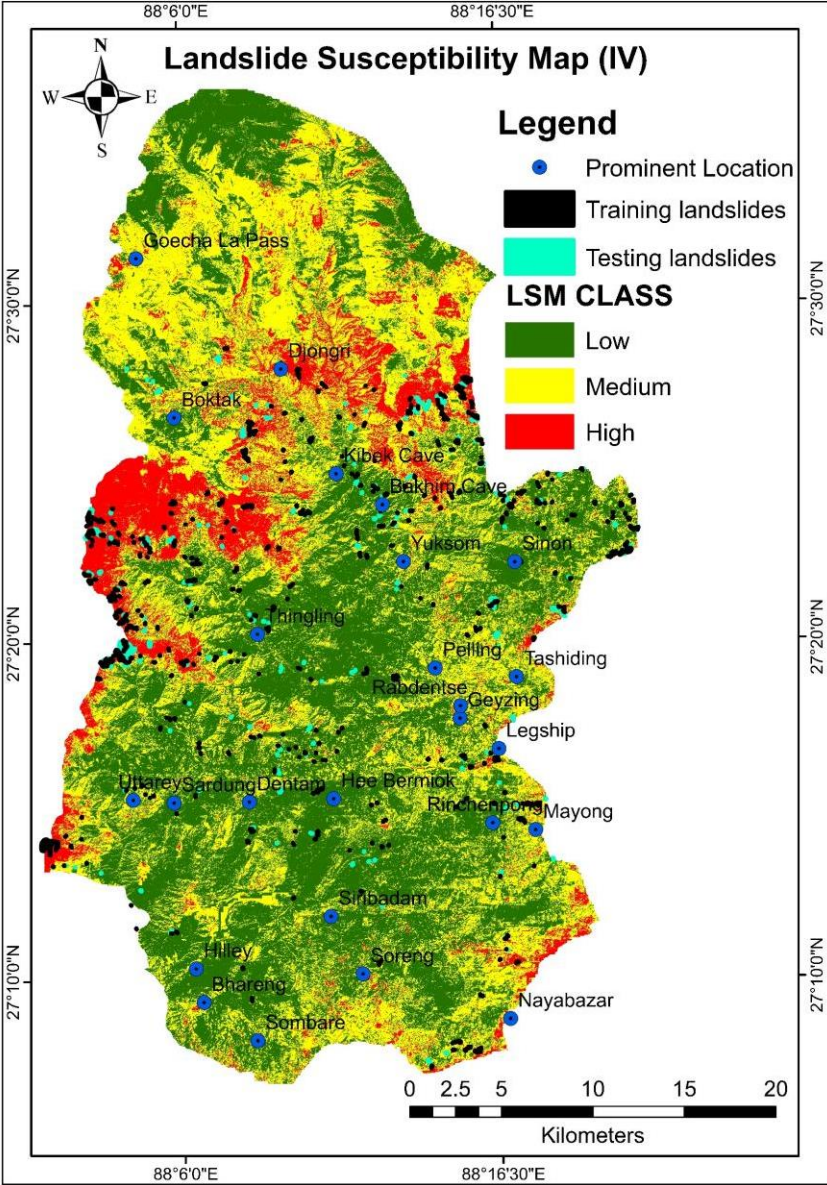 88°6'0"E
88°16'30"E
Landslide Susceptibility Map (IV)
N
W
E
S
Legend
Prominent Location
Training landslides
Testing landslides
LSM CLASS
Low
Medium
High
27°30'0"N
27°30'0"N
27°20'0"N
27°20'0"N
27°10'0"N
27°10'0"N
Goecha La Pass
Djongri
Boktak
Kibak Cave
Bakhim Cave
Yuksom
Sinon
Thingling
Pelling
Tashiding
Rabdentse
Geyzing
Legship
Uttarey
Sardung
Dentam
Hee Bermiok
Rinchenpong
Mayong
Siribadam
Hilley
Soreng
Bhareng
Nayabazar
Sombare
0 2.5 5 10 15 20
Kilometers
88°6'0"E
88°16'30"E